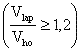 (V_lap / V_ho ≥ 1,2)